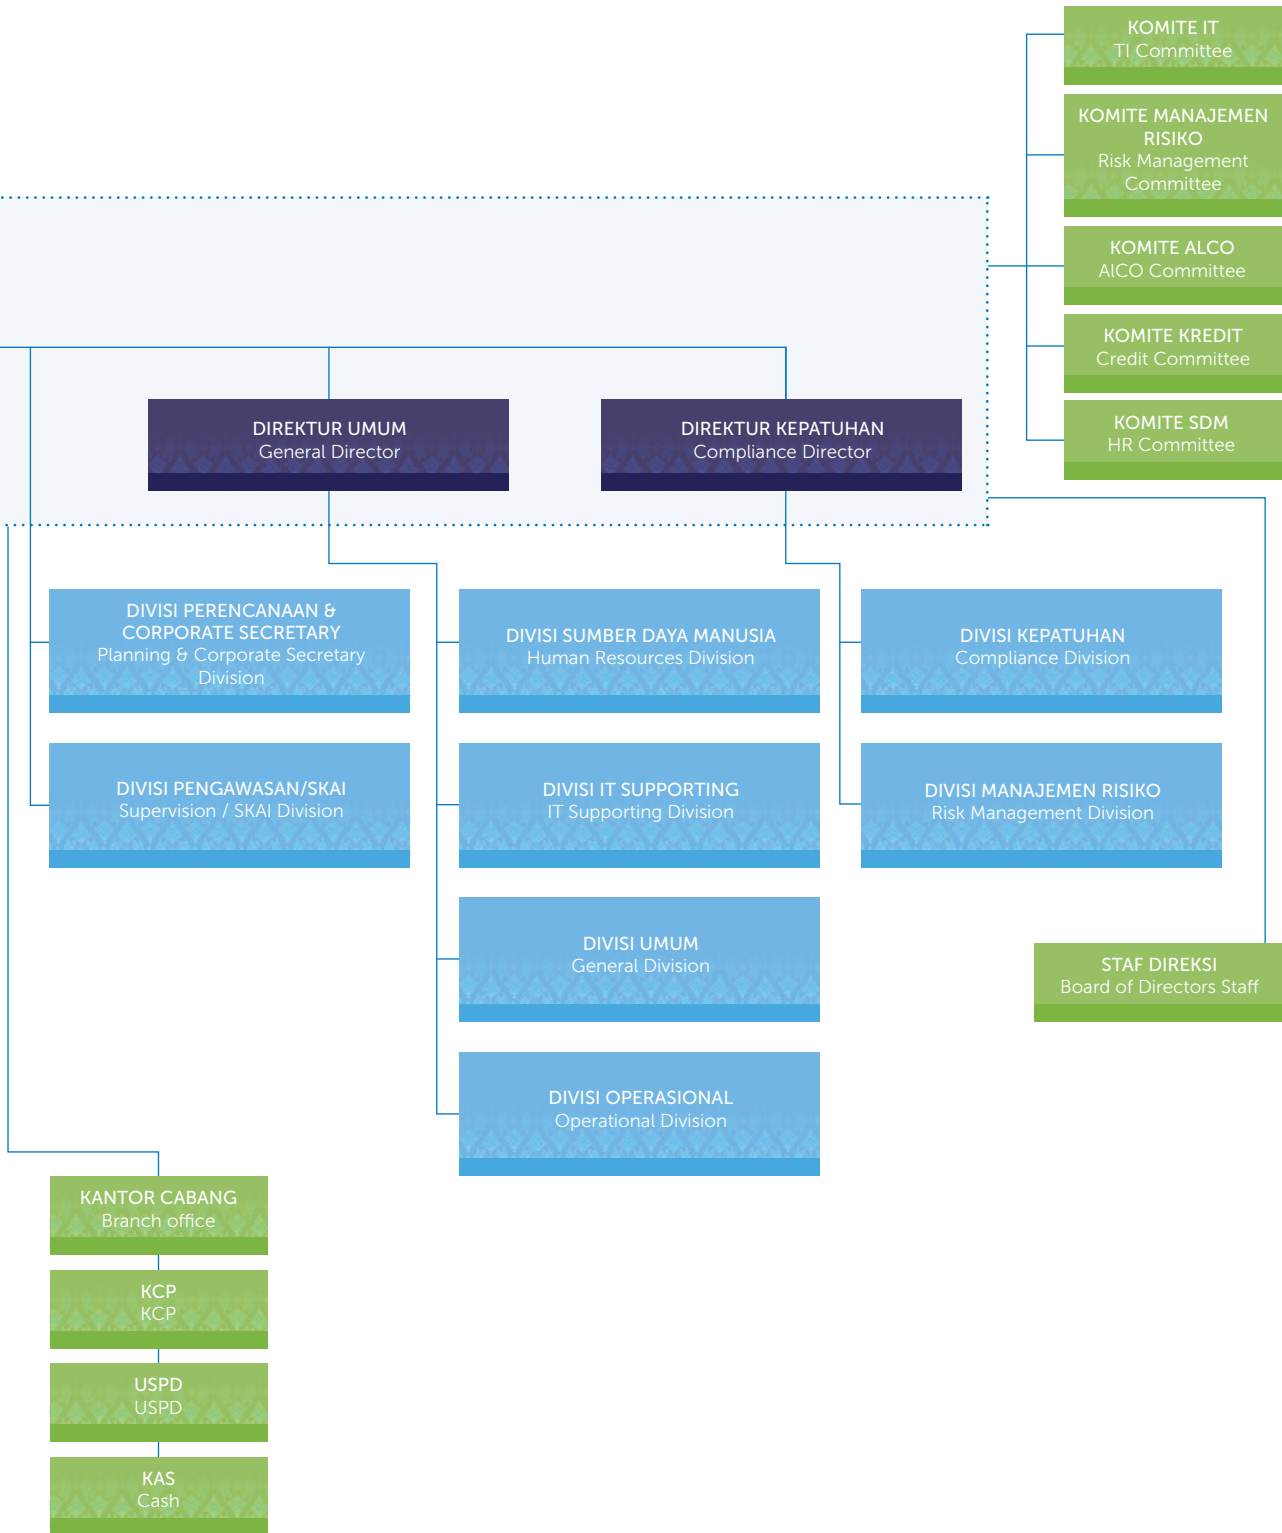 KOMITE IT
TI Committee
KOMITE MANAJEMEN
RISIKO
Risk Management
Committee
KOMITE ALCO
AlCO Committee
KOMITE KREDIT
Credit Committee
KOMITE SDM
HR Committee
DIREKTUR UMUM
General Director
DIREKTUR KEPATUHAN
Compliance Director
DIVISI PERENCANAAN &
CORPORATE SECRETARY
Planning & Corporate Secretary
Division
DIVISI SUMBER DAYA MANUSIA
Human Resources Division
DIVISI KEPATUHAN
Compliance Division
DIVISI PENGAWASAN/SKAI
Supervision / SKAI Division
DIVISI IT SUPPORTING
IT Supporting Division
DIVISI MANAJEMEN RISIKO
Risk Management Division
DIVISI UMUM
General Division
STAF DIREKSI
Board of Directors Staff
DIVISI OPERASIONAL
Operational Division
KANTOR CABANG
Branch office
KCP
KCP
USPD
USPD
KAS
Cash